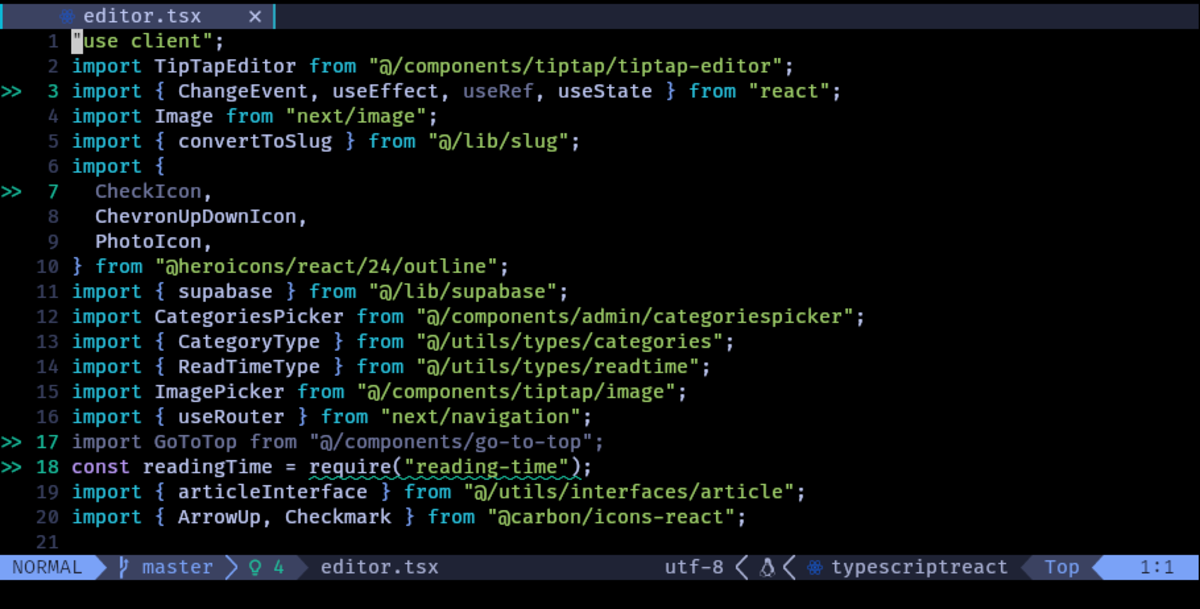 editor.tsx ×
1 "use client";
2 import TipTapEditor from "@/components/tiptap/tiptap-editor";
>> 3 import { ChangeEvent, useEffect, useRef, useState } from "react";
4 import Image from "next/image";
5 import { convertToSlug } from "@/lib/slug";
6 import {
>> 7   CheckIcon,
8   ChevronUpDownIcon,
9   PhotoIcon,
10 } from "@heroicons/react/24/outline";
11 import { supabase } from "@/lib/supabase";
12 import CategoriesPicker from "@/components/admin/categoriespicker";
13 import { CategoryType } from "@/utils/types/categories";
14 import { ReadTimeType } from "@/utils/types/readtime";
15 import ImagePicker from "@/components/tiptap/image";
16 import { useRouter } from "next/navigation";
>> 17 import GoToTop from "@/components/go-to-top";
>> 18 const readingTime = require("reading-time");
19 import { articleInterface } from "@/utils/interfaces/article";
20 import { ArrowUp, Checkmark } from "@carbon/icons-react";
21
NORMAL master 4 editor.tsx utf-8 typescriptreact Top 1:1